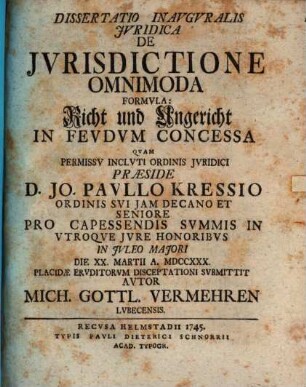 DISSERTATIO INAVGVRALIS
JVRIDICA
DE
JVRISDICTIONE
OMNIMODA
FORMVLA:
Richt und Ungericht
IN FEVDVM CONCESSA
QVAM
PERMISSV INCLVTI ORDINIS JVRIDICI
PRÆSIDE
D. JO. PAVLLO KRESSIO
ORDINIS SVI JAM DECANO ET
SENIORE
PRO CAPESSENDIS SVMMIS IN
VTROQVE JVRE HONORIBVS
IN JVLEO MAJORI
DIE XX. MARTII A. MDCCXXX.
PLACIDÆ ERVDITORVM DISCEPTATIONI SVBMITTIT
AVTOR
MICH. GOTTL. VERMEHREN
LVBECENSIS.
RECVSA HELMSTADII 1745.
TYPIS PAVLI DIETERICI SCHNORRII
ACAD. TYPOGR.